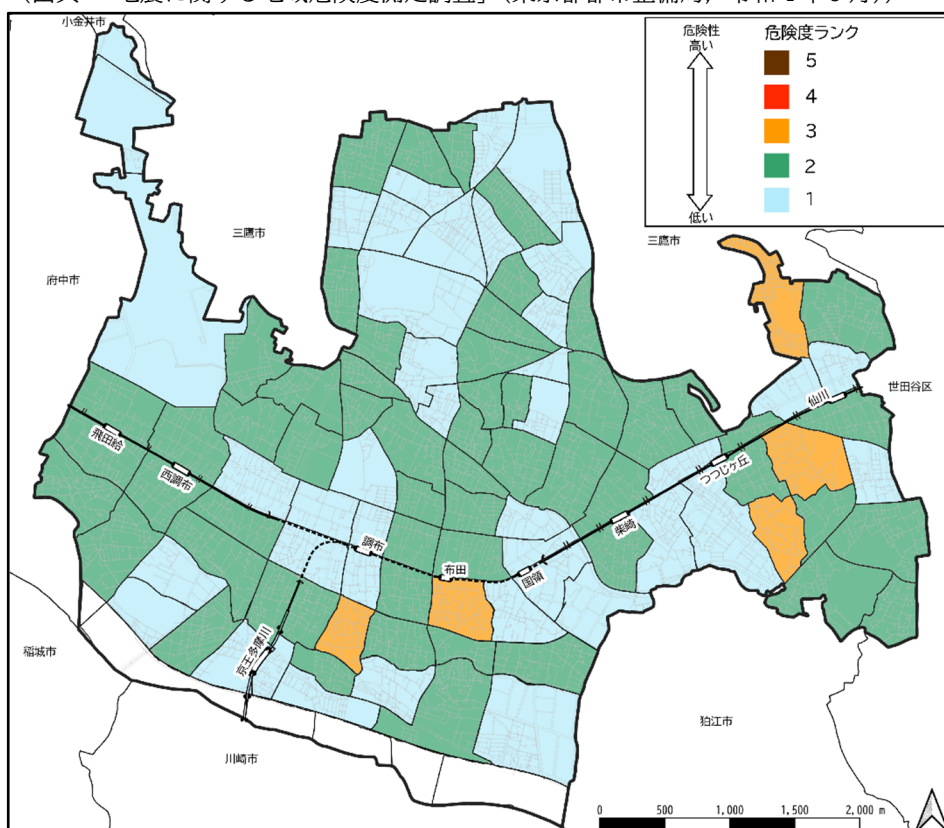 小金井市
危険性
高い
低い
危険度ランク
5
4
3
2
1
三鷹市
三鷹市
府中市
世田谷区
仙川
つつじヶ丘
柴崎
国領
布田
調布
西調布
飛田給
京王多摩川
稲城市
狛江市
川崎市
0 500 1,000 1,500 2,000 m